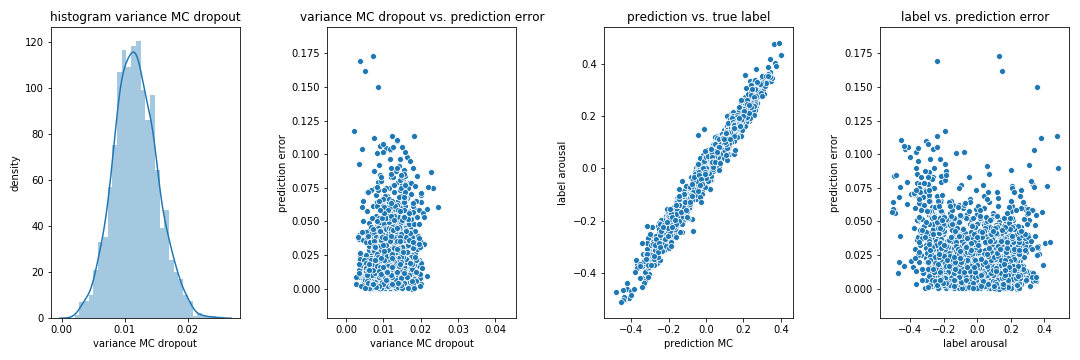 histogram variance MC dropout
density
120
100
80
60
40
20
0
0.00 0.01 0.02
variance MC dropout
variance MC dropout vs. prediction error
prediction error
0.175
0.150
0.125
0.100
0.075
0.050
0.025
0.000
0.00 0.01 0.02 0.03 0.04
variance MC dropout
prediction vs. true label
label arousal
0.4
0.2
0.0
−0.2
−0.4
−0.4 −0.2 0.0 0.2 0.4
prediction MC
label vs. prediction error
prediction error
0.175
0.150
0.125
0.100
0.075
0.050
0.025
0.000
−0.4 −0.2 0.0 0.2 0.4
label arousal